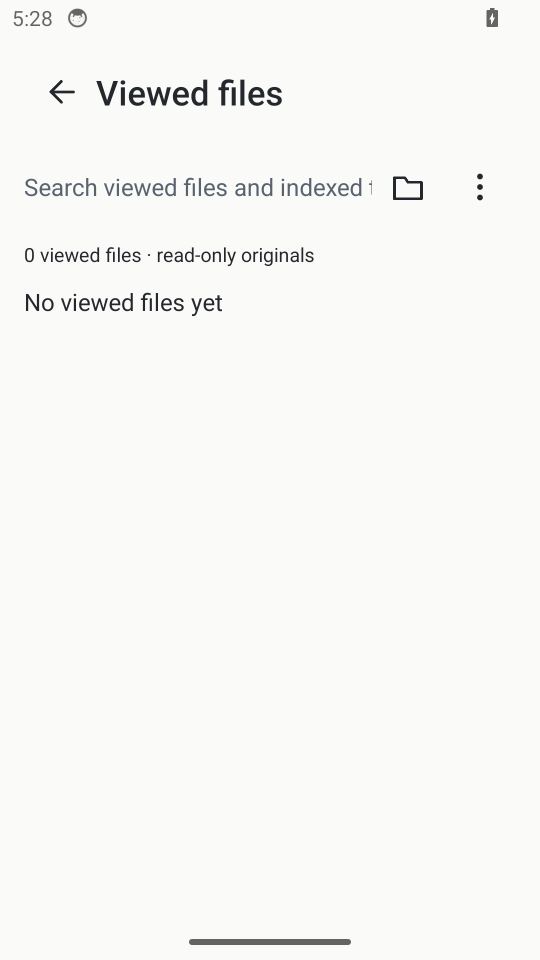 5:28
Viewed files
Search viewed files and indexed
0 viewed files · read-only originals
No viewed files yet